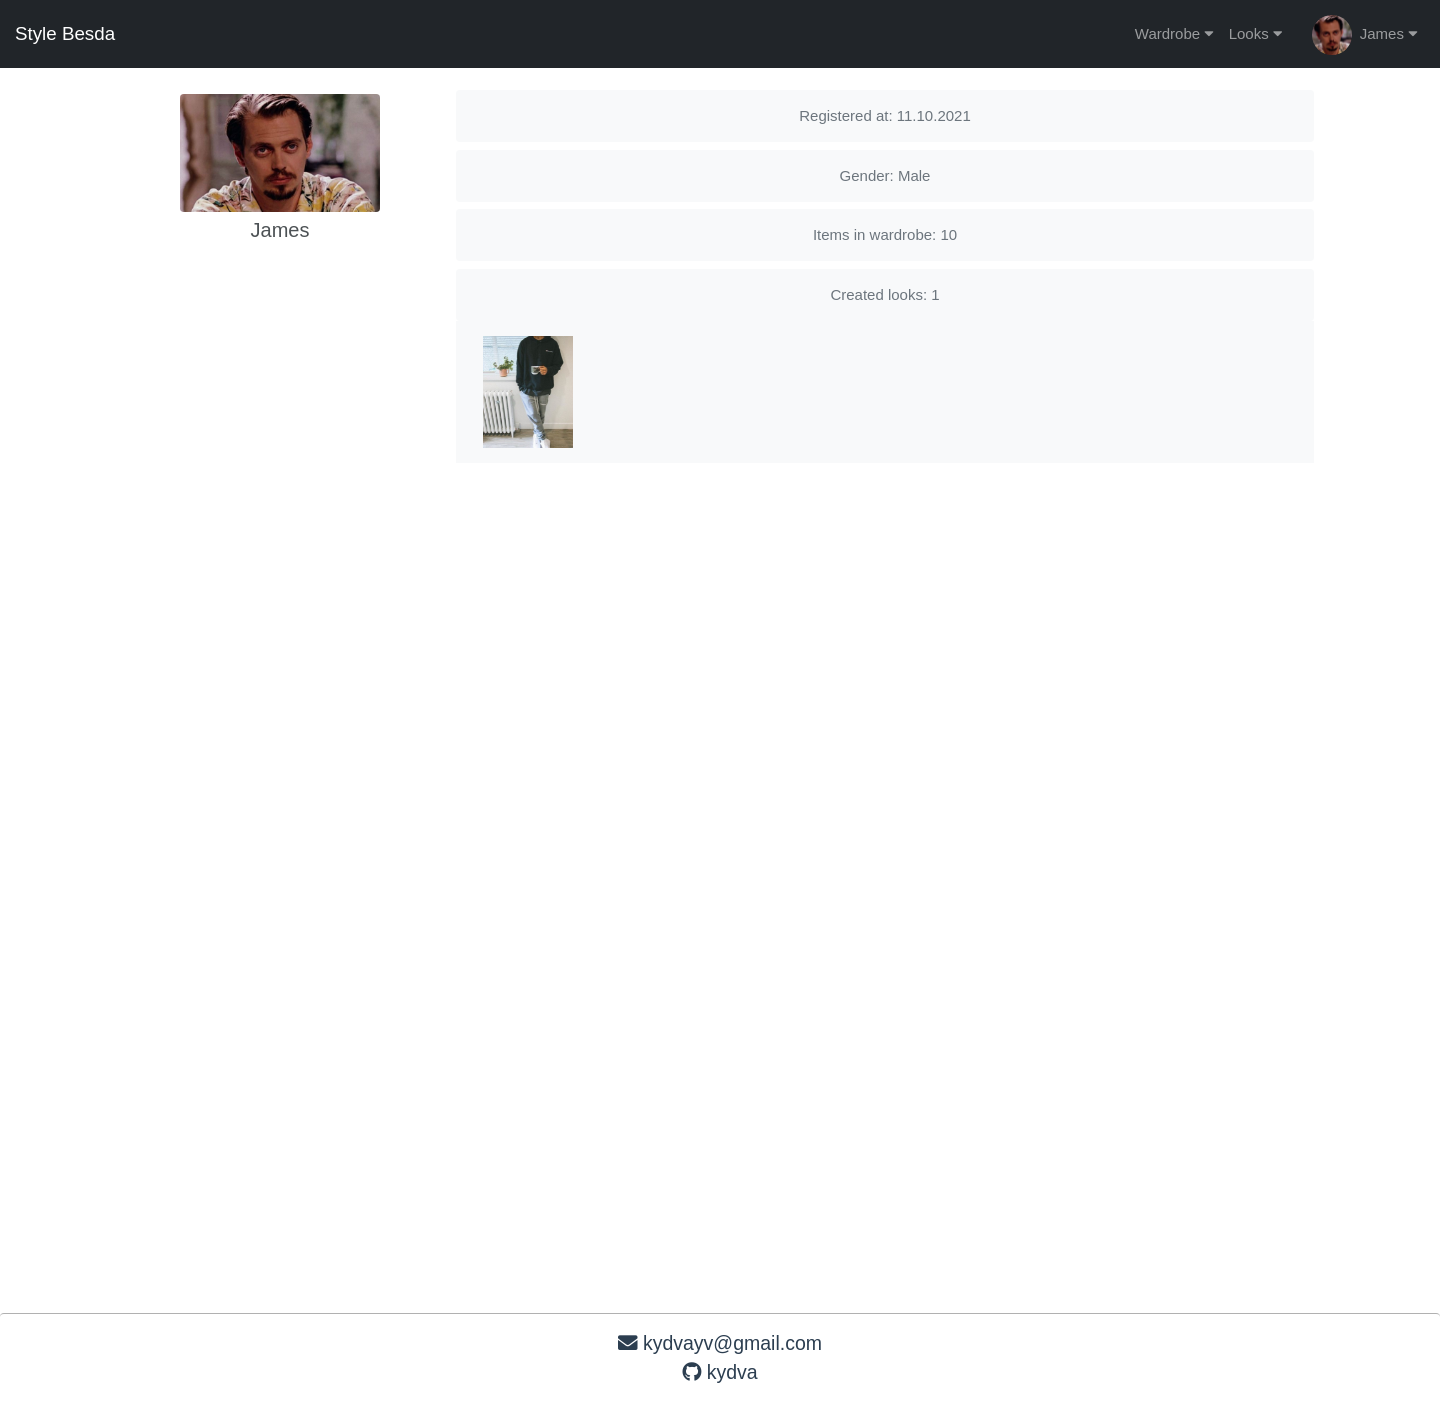 Style Besda
Wardrobe
Looks
James
James
Registered at: 11.10.2021
Gender: Male
Items in wardrobe: 10
Created looks: 1
kydvayv@gmail.com
kydva